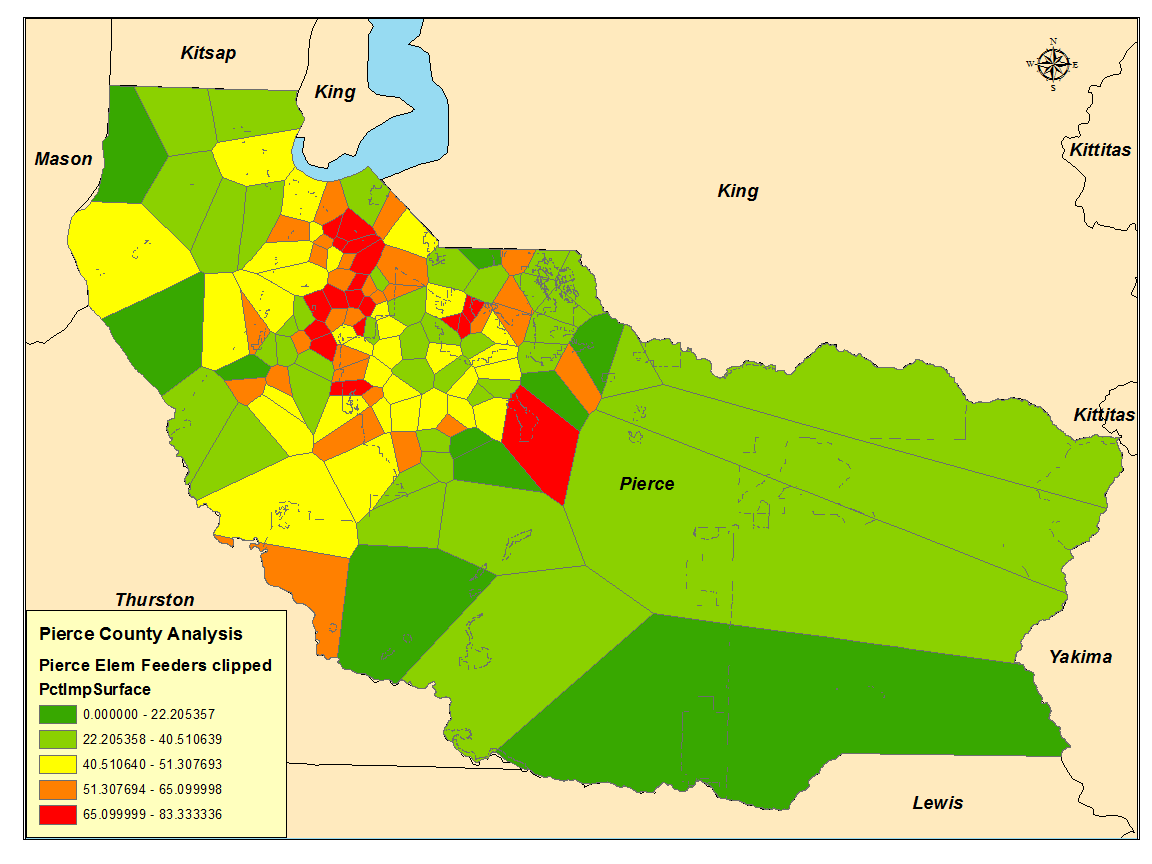 Kitsap
King
N
W
E
S
Mason
King
Kittitas
Kittitas
Pierce
Thurston
Yakima
Lewis
Pierce County Analysis
Pierce Elem Feeders clipped
PctImpSurface
0.000000 - 22.205357
22.205358 - 40.510639
40.510640 - 51.307693
51.307694 - 65.099998
65.099999 - 83.333336